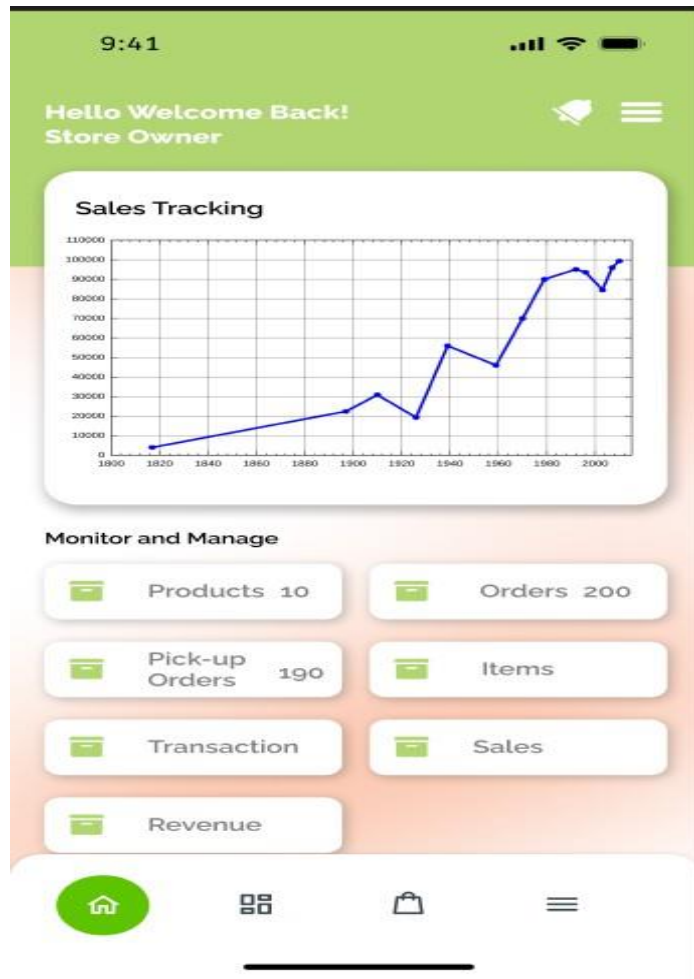 9:41
Hello Welcome Back!
Store Owner
Sales Tracking
110000
100000
90000
80000
70000
60000
50000
40000
30000
20000
10000
0
1800 1820 1840 1860 1880 1900 1920 1940 1960 1980 2000
Monitor and Manage
Products 10
Orders 200
Pick-up
Orders 190
Items
Transaction
Sales
Revenue